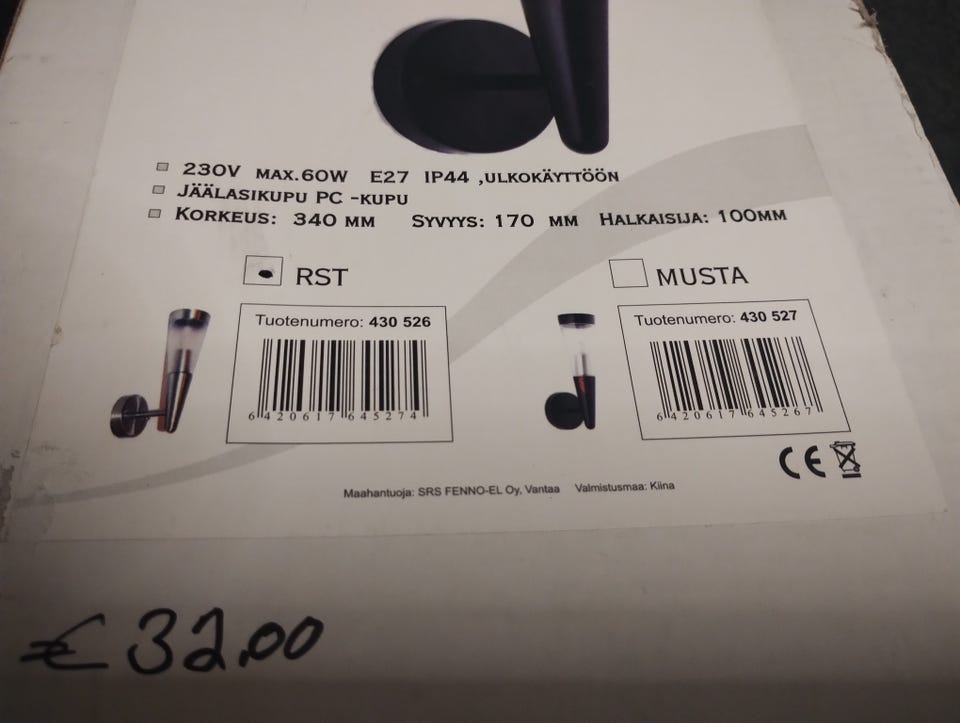 230V MAX.60W E27 IP44 ,ULKOKÄYTTÖÖN
JÄÄLASIKUPU PC -KUPU
KORKEUS: 340 MM SYVYYS: 170 MM HALKAISIJA: 100MM
RST
MUSTA
Tuotenumero: 430 526
6 420617 645274
Tuotenumero: 430 527
6 420617 645267
CE
Maahantuoja: SRS FENNO-EL Oy, Vantaa Valmistusmaa: Kiina
€ 32,00